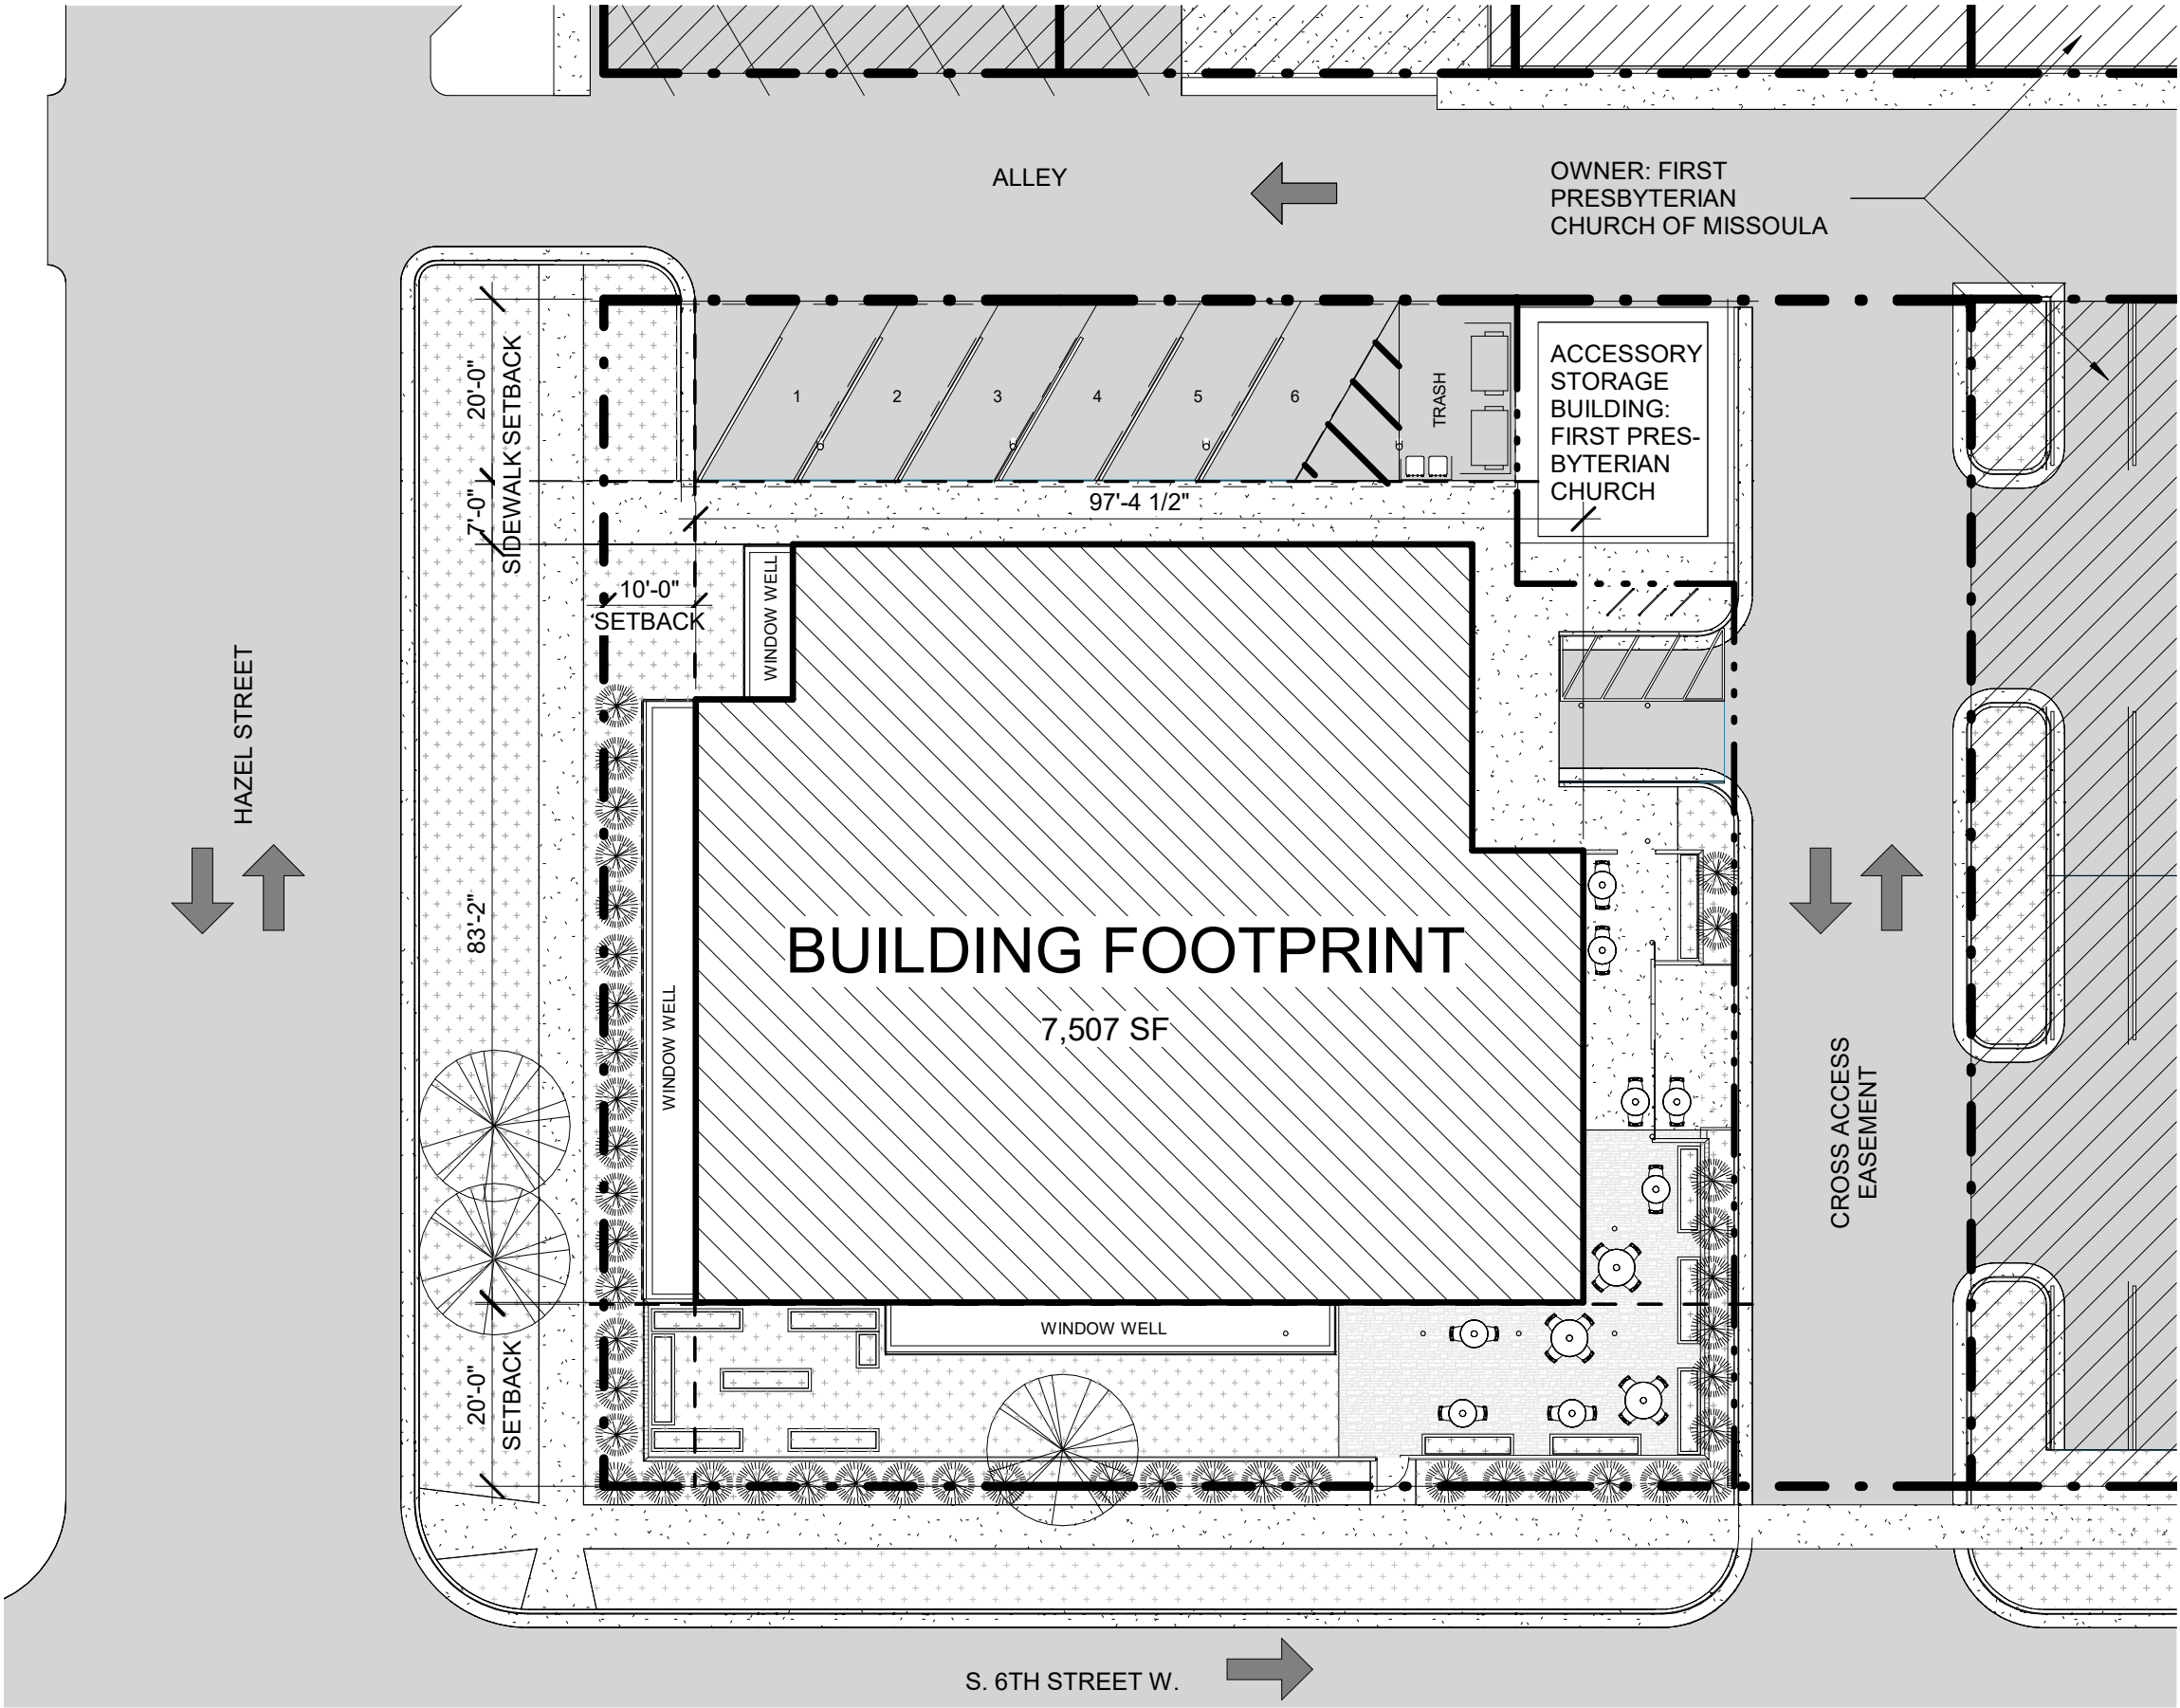 ALLEY
OWNER: FIRST
PRESBYTERIAN
CHURCH OF MISSOULA
20'-0"
SIDEWALK SETBACK
7'-0"
1
2
3
4
5
6
TRASH
ACCESSORY
STORAGE
BUILDING:
FIRST PRES-
BYTERIAN
CHURCH
97'-4 1/2"
10'-0"
SETBACK
WINDOW WELL
HAZEL STREET
83'-2"
BUILDING FOOTPRINT
7,507 SF
WINDOW WELL
CROSS ACCESS
EASEMENT
WINDOW WELL
20'-0"
SETBACK
S. 6TH STREET W.